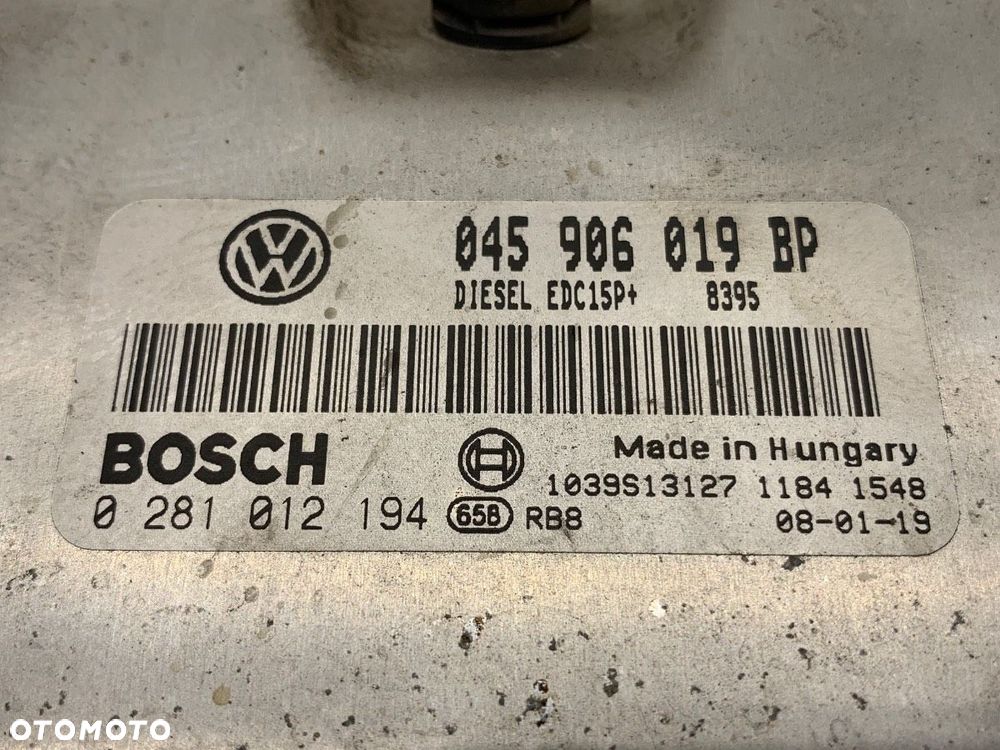 045 906 019 BP
DIESEL EDC15P+ 8395
BOSCH
Made in Hungary
1039S13127 1184 1548
0 281 012 194 658 RB8 08-01-19
OTOMOTO